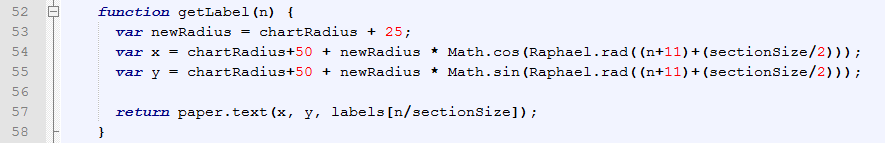 52 function getLabel(n) {
53 var newRadius = chartRadius + 25;
54 var x = chartRadius+50 + newRadius * Math.cos(Raphael.rad((n+11)+(sectionSize/2)));
55 var y = chartRadius+50 + newRadius * Math.sin(Raphael.rad((n+11)+(sectionSize/2)));
56
57 return paper.text(x, y, labels[n/sectionSize]);
58 }